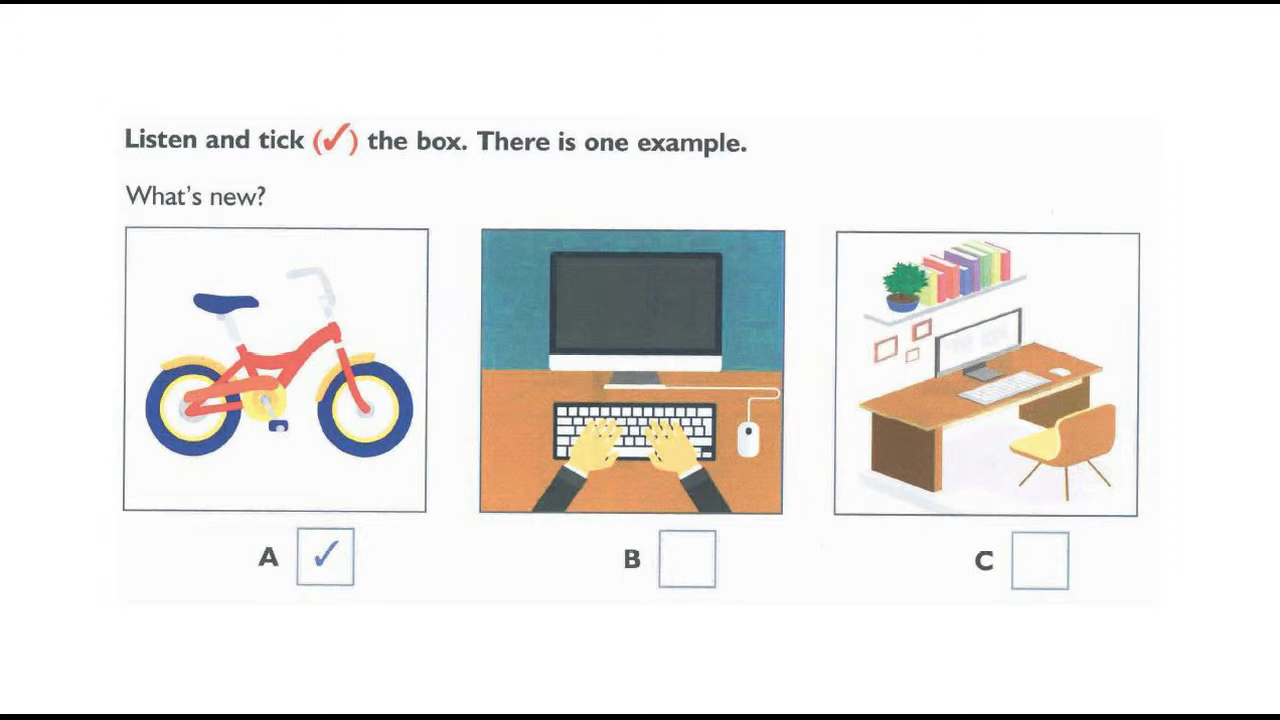 Listen and tick (✓) the box. There is one example.
What's new?
A ✓
B
C